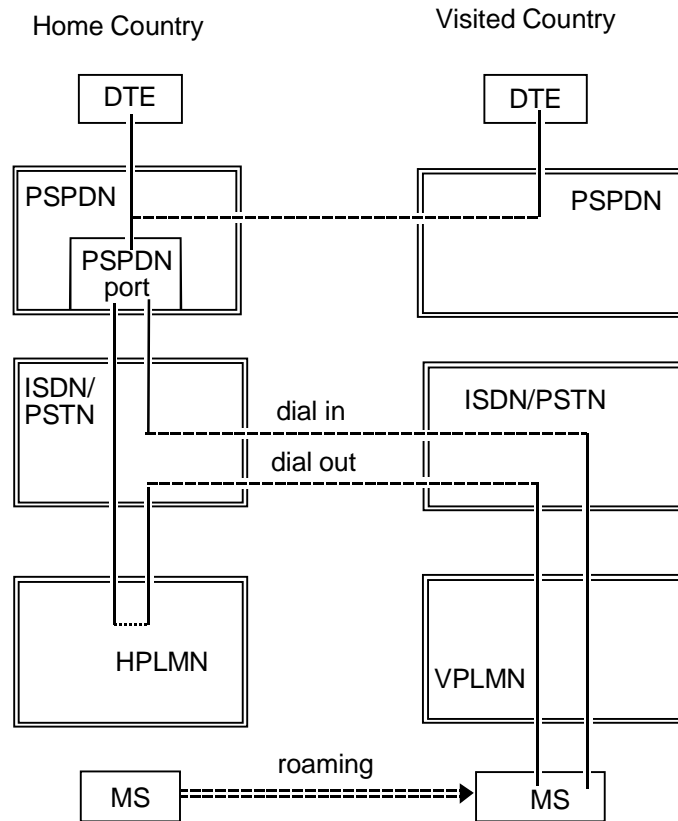 Home Country
Visited Country
DTE
DTE
PSPDN
PSPDN
PSPDN
port
ISDN/
PSTN
ISDN/PSTN
dial in
dial out
HPLMN
VPLMN
roaming
MS
MS